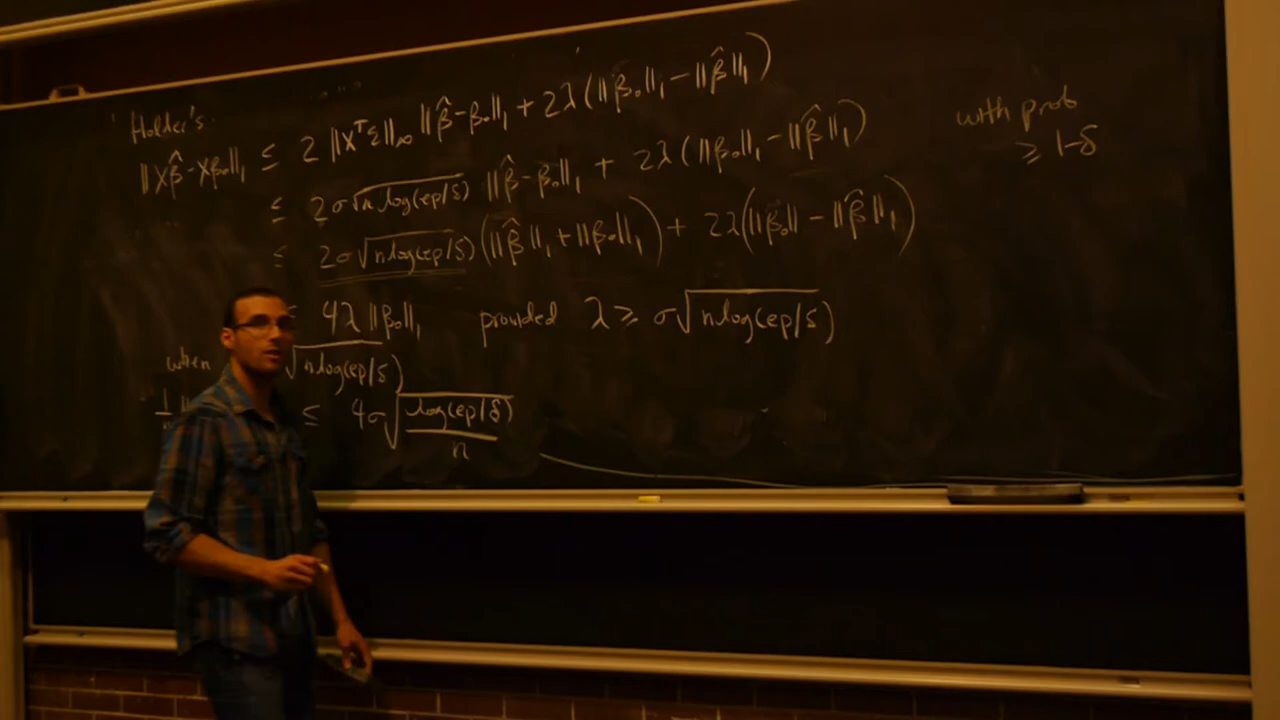 Holder's.
‖Xβ̂-Xβ₀‖₁ ≤ 2‖Xᵀε‖∞ ‖β̂-β₀‖₁ + 2λ(‖β₀‖₁-‖β̂‖₁)
with prob
≥ 1-δ
≤ 2σ√(n log(ep/δ)) ‖β̂-β₀‖₁ + 2λ(‖β₀‖₁-‖β̂‖₁)
≤ 2σ√(n log(ep/δ)) (‖β̂‖₁+‖β₀‖₁) + 2λ(‖β₀‖-‖β̂‖₁)
4λ‖β₀‖₁ provided λ ≥ σ√(n log(ep/δ))
when √(n log(ep/δ))
≤ 4σ√(log(ep/δ)/n)